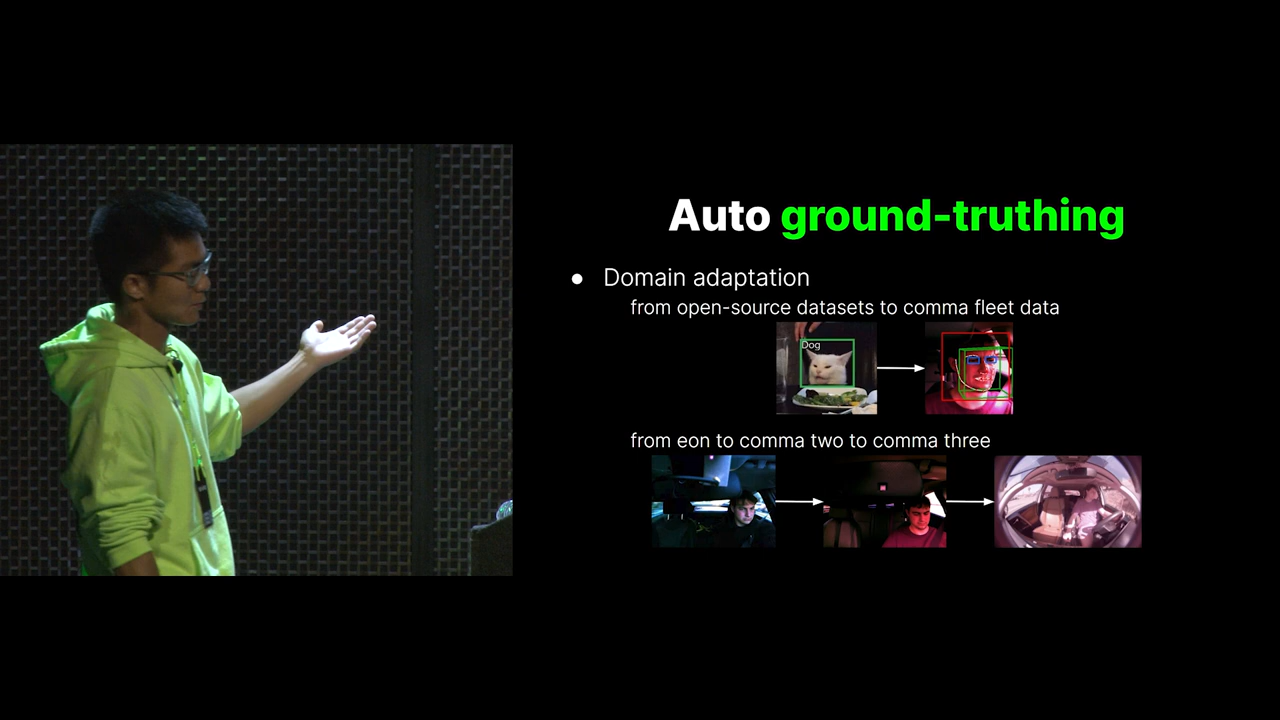 Auto ground-truthing
● Domain adaptation
from open-source datasets to comma fleet data
Dog
from eon to comma two to comma three